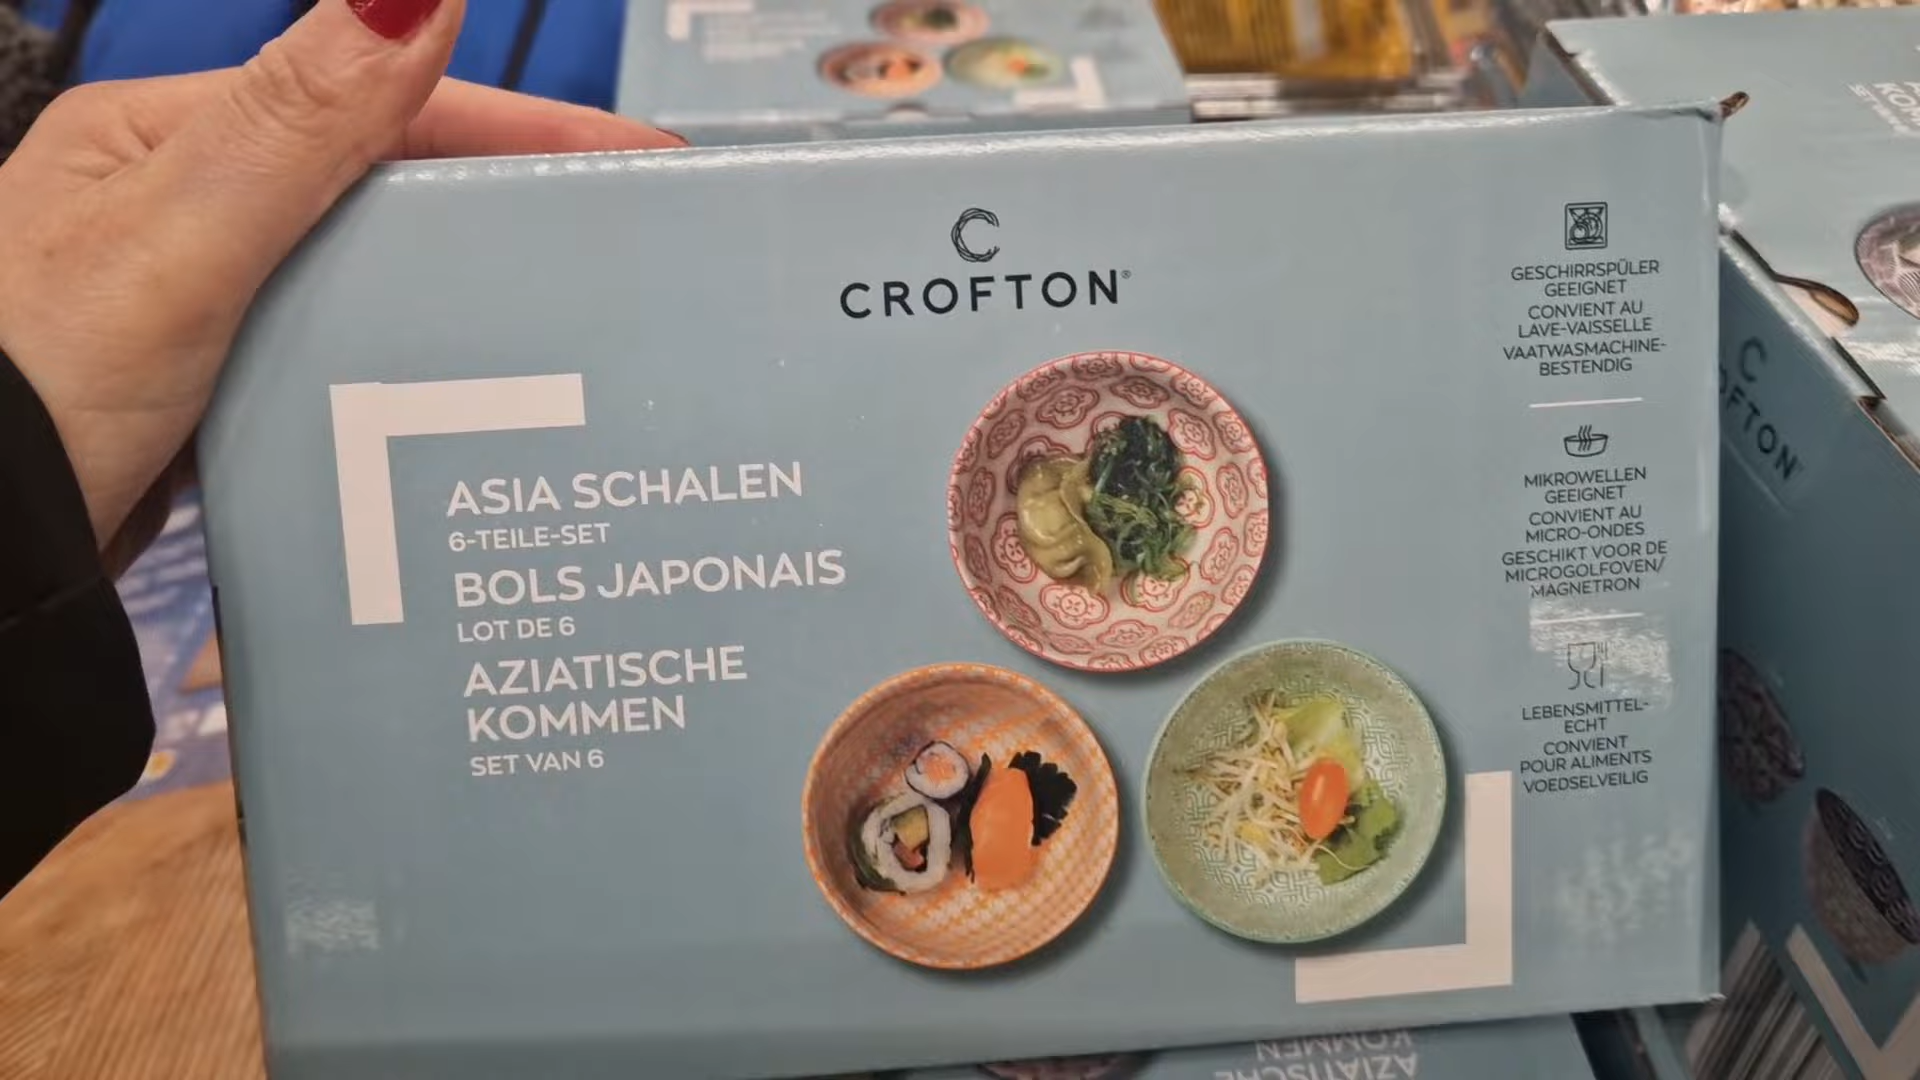 CROFTON®
ASIA SCHALEN
6-TEILE-SET
BOLS JAPONAIS
LOT DE 6
AZIATISCHE
KOMMEN
SET VAN 6
GESCHIRRSPÜLER
GEEIGNET
CONVIENT AU
LAVE-VAISSELLE
VAATWASMACHINE-
BESTENDIG
MIKROWELLEN
GEEIGNET
CONVIENT AU
MICRO-ONDES
GESCHIKT VOOR DE
MICROGOLFOVEN/
MAGNETRON
LEBENSMITTEL-
ECHT
CONVIENT
POUR ALIMENTS
VOEDSELVEILIG
AZIATISCHE
KOMMEN